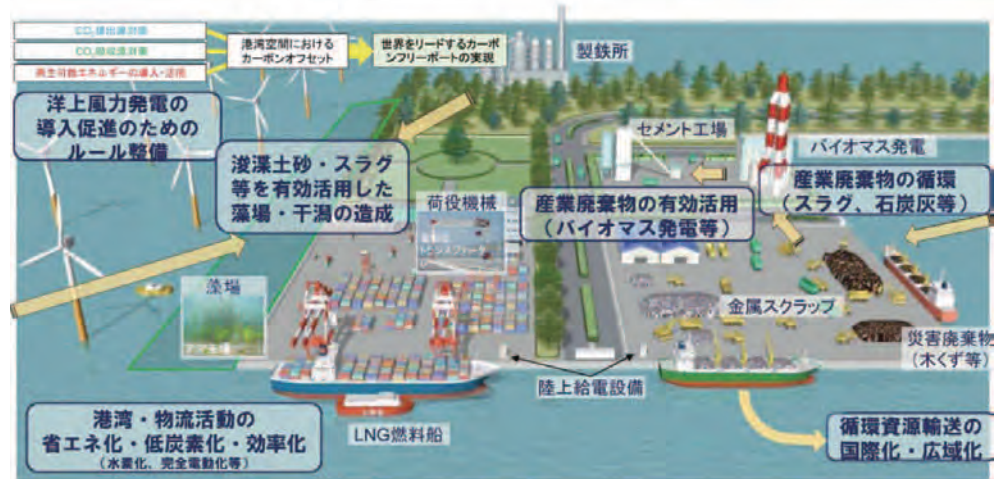 CO₂排出源対策
CO₂吸収源対策
再生可能エネルギーの導入・活用
港湾空間における
カーボンオフセット
世界をリードするカーボ
ンフリーポートの実現
製鉄所
洋上風力発電の
導入促進のための
ルール整備
セメント工場
バイオマス発電
浚渫土砂・スラグ
等を有効活用した
藻場・干潟の造成
荷役機械
産業廃棄物の有効活用
（バイオマス発電等）
産業廃棄物の循環
（スラグ、石炭灰等）
藻場
アマモ場
金属スクラップ
災害廃棄物
（木くず等）
陸上給電設備
LNG燃料船
港湾・物流活動の
省エネ化・低炭素化・効率化
（水素化、完全電動化等）
循環資源輸送の
国際化・広域化